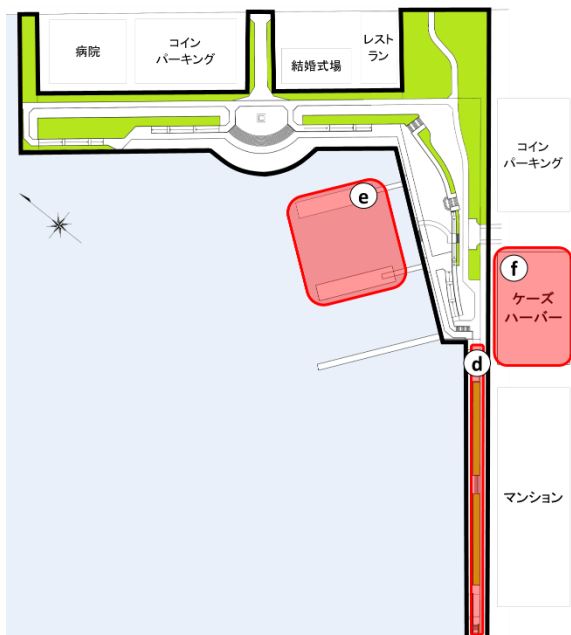 病院
コイン
パーキング
結婚式場
レスト
ラン
コイン
パーキング
e
f
ケーズ
ハーバー
d
マンション